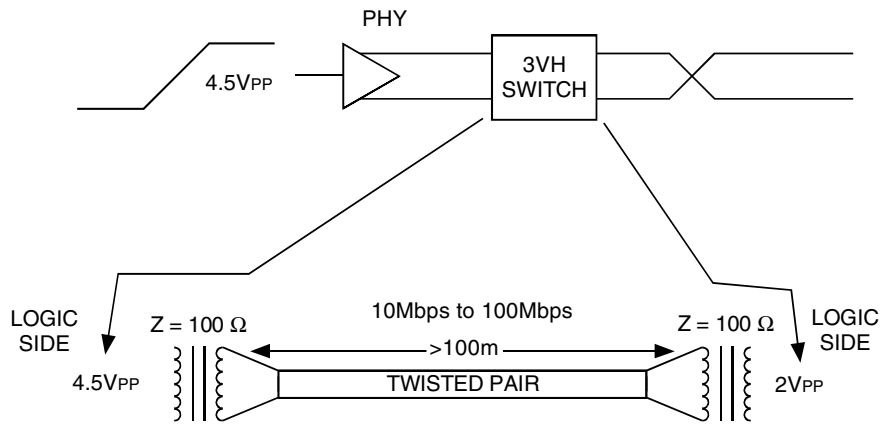 PHY
4.5VPP
3VH
SWITCH
LOGIC
SIDE
Z = 100 Ω
10Mbps to 100Mbps
Z = 100 Ω
LOGIC
SIDE
>100m
4.5VPP
TWISTED PAIR
2VPP